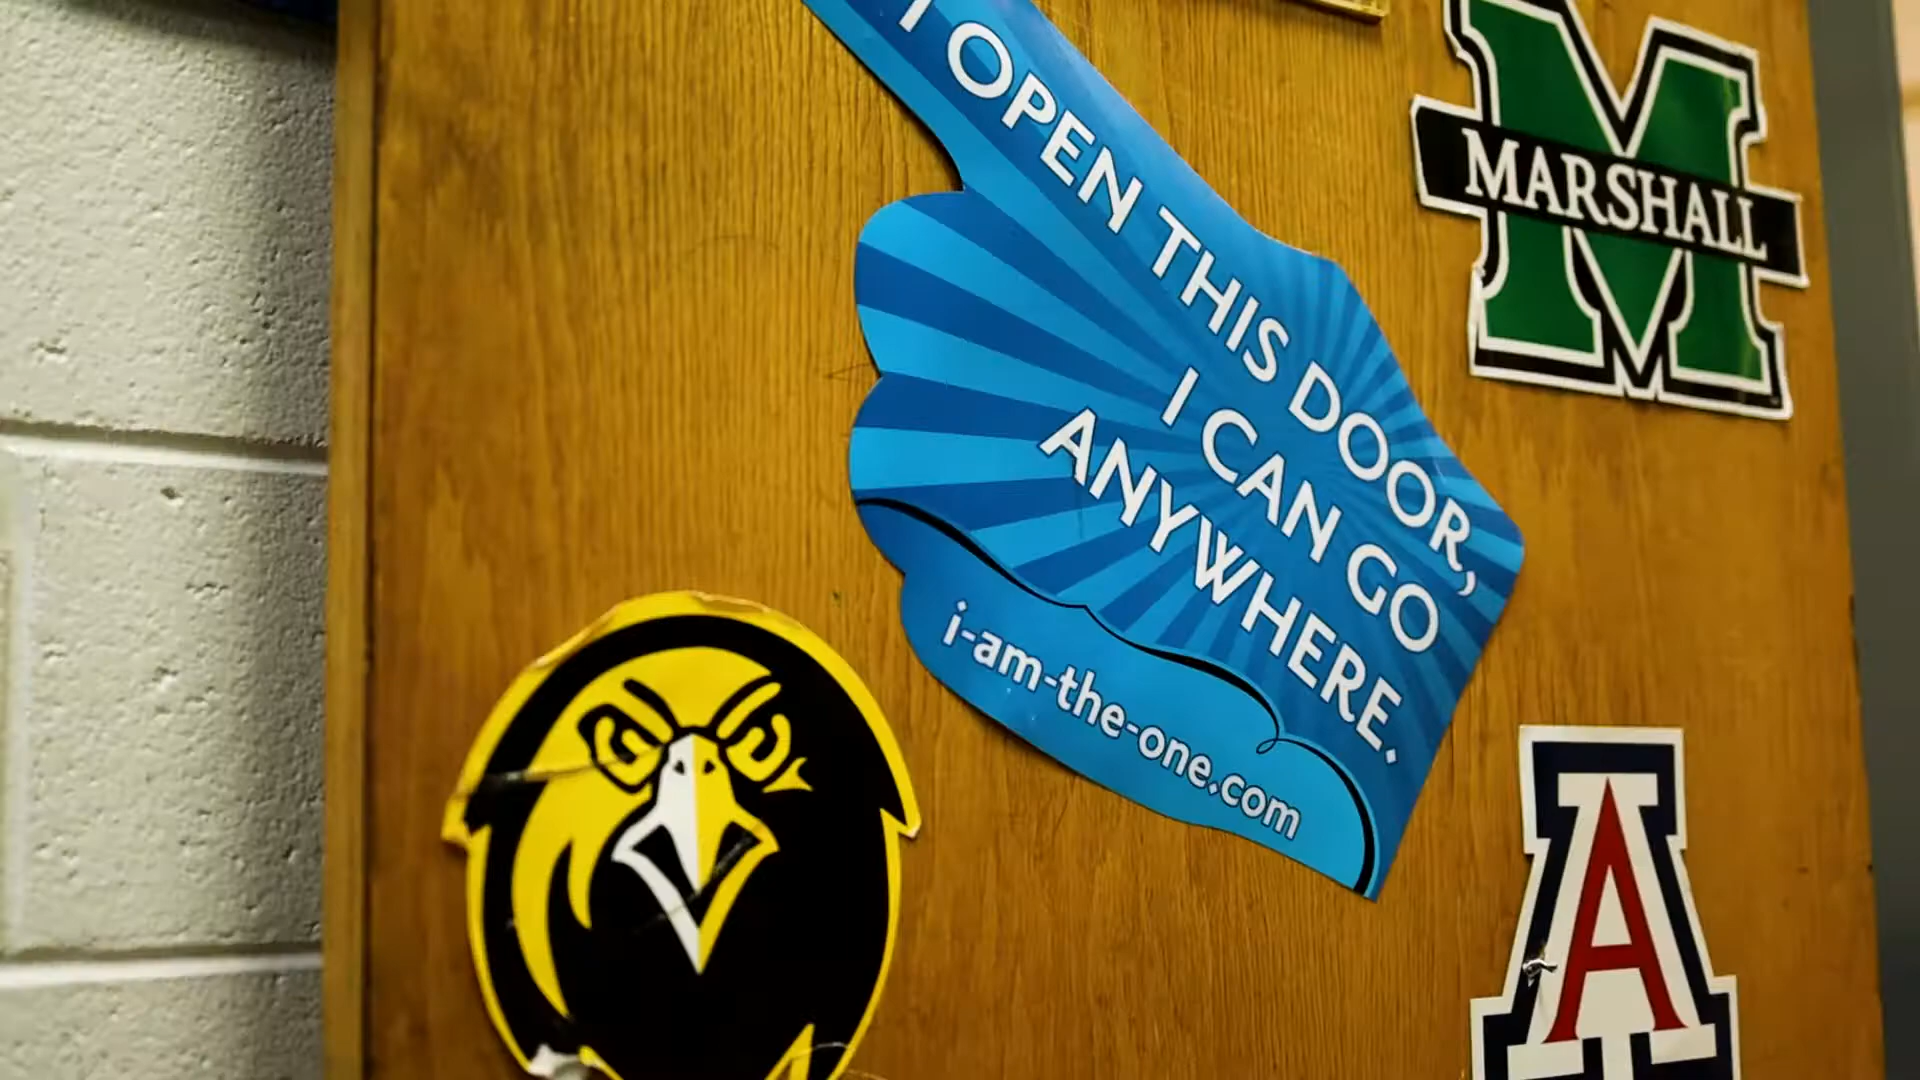 I OPEN THIS DOOR,
I CAN GO
ANYWHERE.
i-am-the-one.com
MARSHALL
M
A